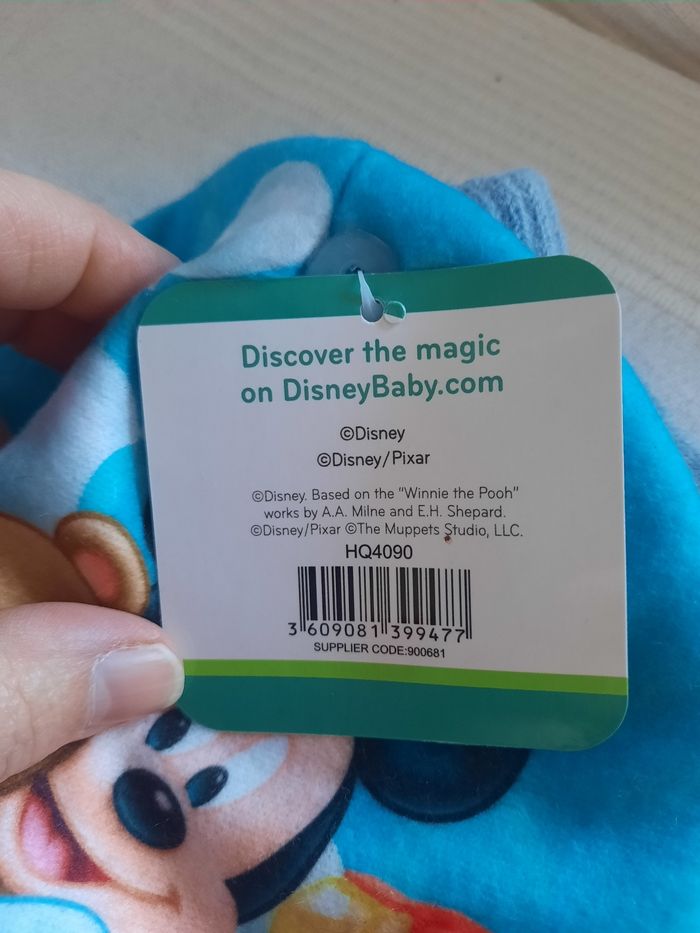 Discover the magic
on DisneyBaby.com
©Disney
©Disney/Pixar
©Disney. Based on the "Winnie the Pooh"
works by A.A. Milne and E.H. Shepard.
©Disney/Pixar ©The Muppets Studio, LLC.
HQ4090
3 609081 399477
SUPPLIER CODE:900681